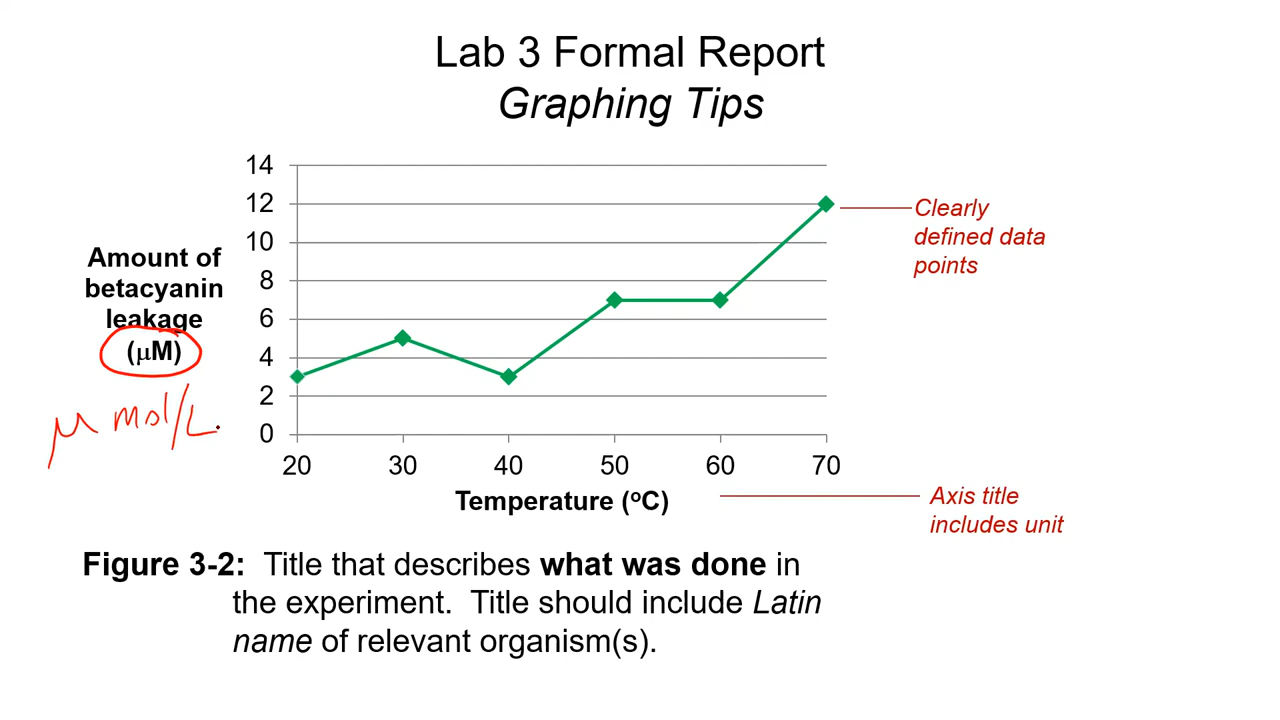 Lab 3 Formal Report
Graphing Tips
14
12
10
8
6
4
2
0
Amount of
betacyanin
leakage
(μM)
μ mol/L
20 30 40 50 60 70
Temperature (ºC)
Clearly
defined data
points
Axis title
includes unit
Figure 3-2: Title that describes what was done in
the experiment. Title should include Latin
name of relevant organism(s).